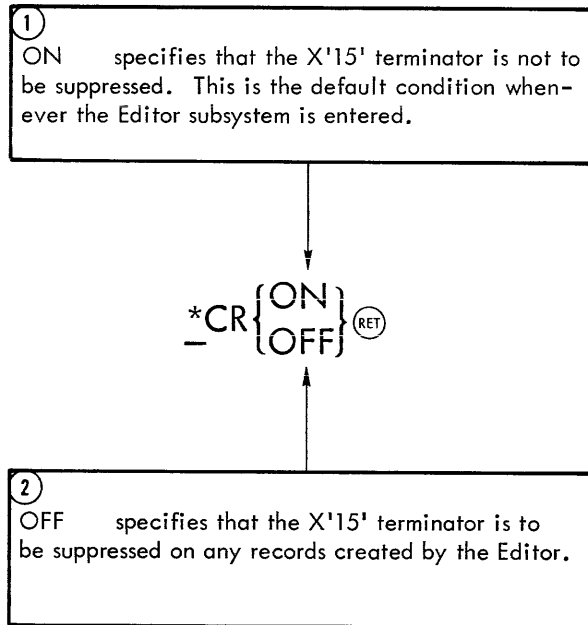 1
ON specifies that the X'15' terminator is not to
be suppressed. This is the default condition when-
ever the Editor subsystem is entered.
*CR{ON
OFF} RET
2
OFF specifies that the X'15' terminator is to
be suppressed on any records created by the Editor.